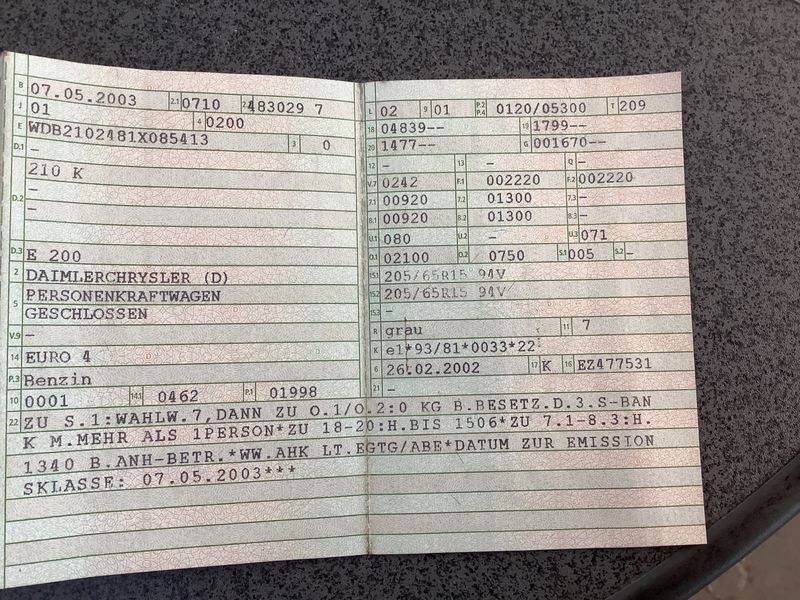 B 07.05.2003 2.1 0710 2.2 483029 7
J 01 4 0200
E WDB2102481X085413 3 0
D.1 –
210 K
–
D.2 –
D.3 E 200
2 DAIMLERCHRYSLER (D)
5 PERSONENKRAFTWAGEN
GESCHLOSSEN
V.9 –
14 EURO 4
P.3 Benzin
10 0001 14.1 0462 P.1 01998
L 02 9 01 P.2 P.4 0120/05300 T 209
18 04839-- 19 1799--
20 1477-- G 001670--
12 – 13 – Q –
V.7 0242 F.1 002220 F.2 002220
7.1 00920 7.2 01300 7.3 –
8.1 00920 8.2 01300 8.3 –
U.1 080 U.2 – U.3 071
O.1 02100 O.2 0750 S.1 005 S.2 –
15.1 205/65R15 94V
15.2 205/65R15 94V
15.3 –
R grau 11 7
K e1*93/81*0033*22
6 26.02.2002 17 K 16 EZ477531
21 –
22 ZU S.1:WAHLW.7,DANN ZU O.1/O.2:0 KG B.BESETZ.D.3.S-BAN
K M.MEHR ALS 1PERSON*ZU 18-20:H.BIS 1506*ZU 7.1-8.3:H.
1340 B.ANH-BETR.*WW.AHK LT.EGTG/ABE*DATUM ZUR EMISSION
SKLASSE: 07.05.2003***